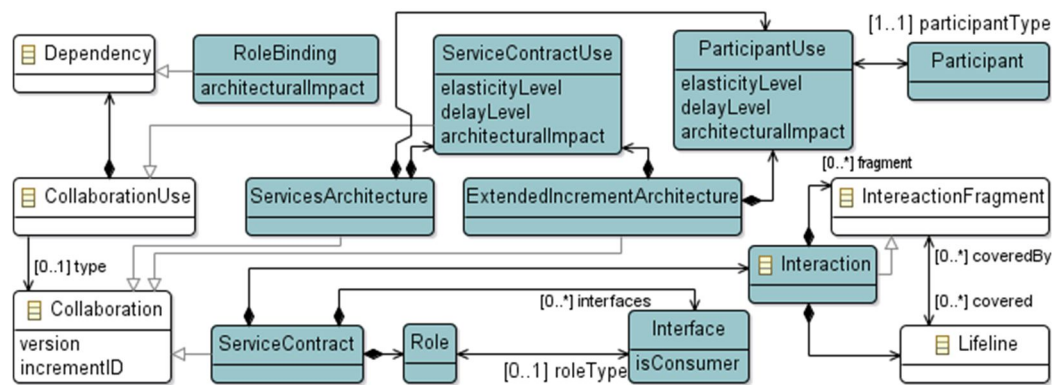 [1..1] participantType
Dependency
RoleBinding
architecturalImpact
ServiceContractUse
elasticityLevel
delayLevel
architecturalImpact
ParticipantUse
elasticityLevel
delayLevel
architecturalImpact
Participant
[0..*] fragment
CollaborationUse
ServicesArchitecture
ExtendedIncrementArchitecture
IntereactionFragment
[0..1] type
Interaction
[0..*] coveredBy
[0..*] covered
Collaboration
version
incrementID
[0..*] interfaces
ServiceContract
Role
[0..1] roleType
Interface
isConsumer
Lifeline